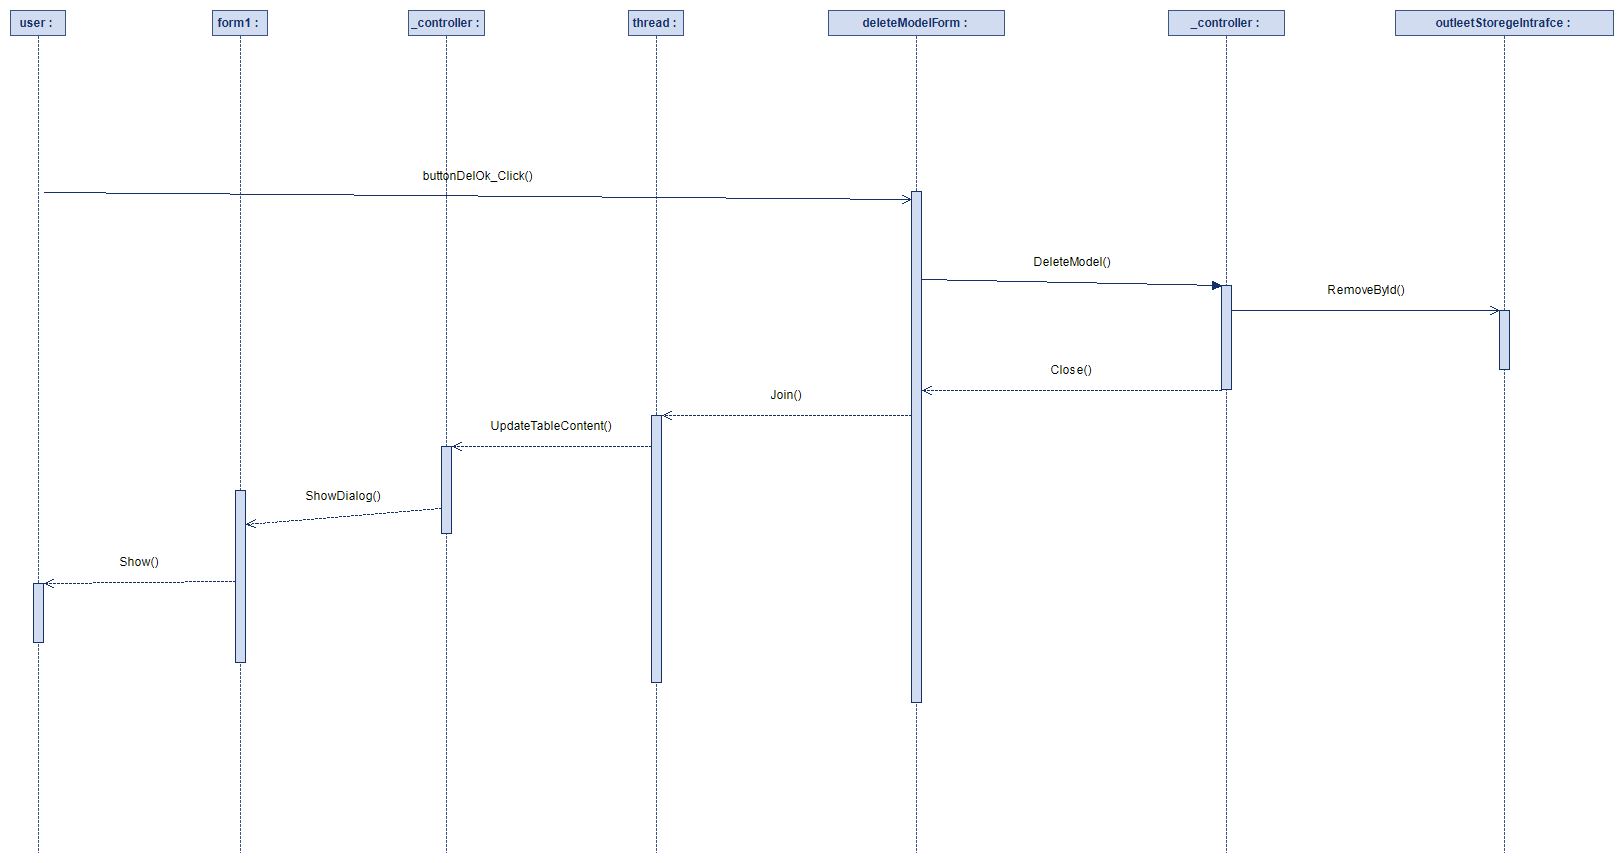 user :
form1 :
_controller :
thread :
deleteModelForm :
_controller :
outleetStoregeIntrafce :
buttonDelOk_Click()
DeleteModel()
RemoveById()
Close()
Join()
UpdateTableContent()
ShowDialog()
Show()